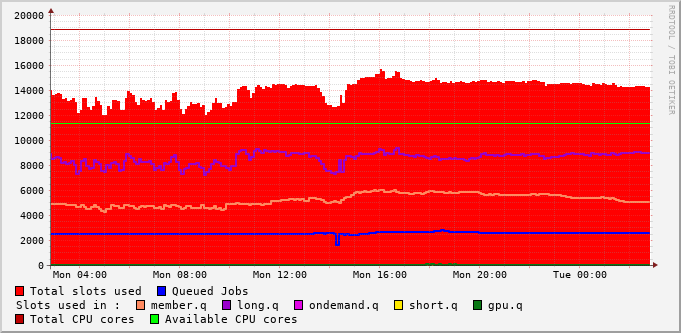 20000
18000
16000
14000
12000
10000
8000
6000
4000
2000
0
Mon 04:00 Mon 08:00 Mon 12:00 Mon 16:00 Mon 20:00 Tue 00:00
Total slots used Queued Jobs
Slots used in : member.q long.q ondemand.q short.q gpu.q
Total CPU cores Available CPU cores
RRDTOOL / TOBI OETIKER